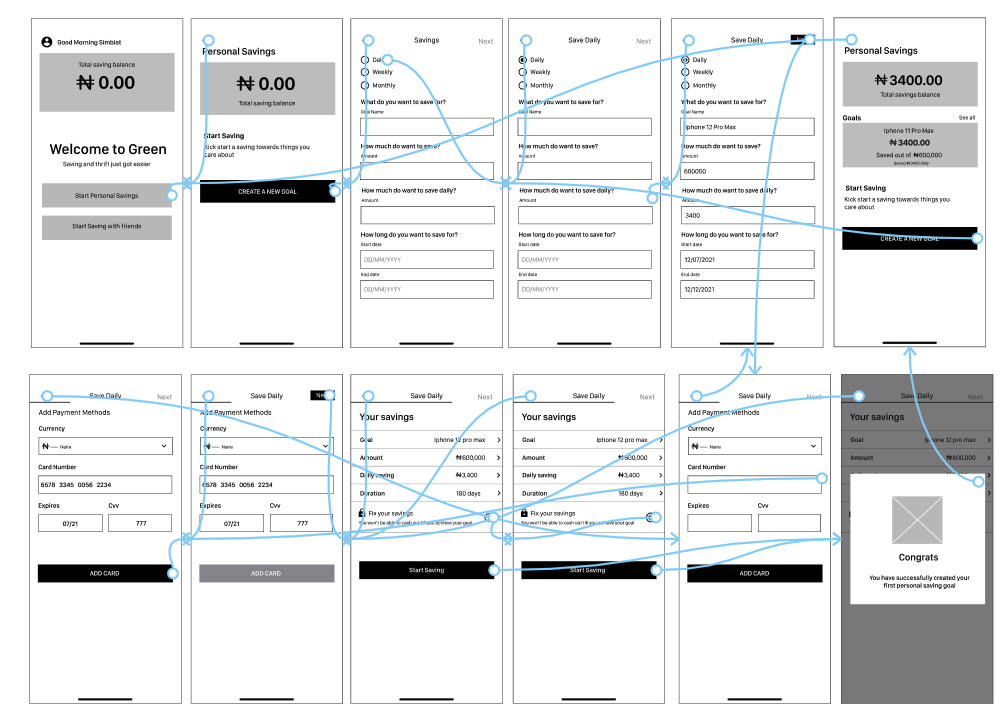 Good Morning Simbiat
Total saving balance
₦ 0.00
Welcome to Green
Saving and thrift just got easier
Start Personal Savings
Start Saving with friends
Personal Savings
₦ 0.00
Total saving balance
Start Saving
Kick start a saving towards things you
care about
CREATE A NEW GOAL
Savings
Next
Daily
Weekly
Monthly
What do you want to save for?
Goal Name
How much do want to save?
Amount
How much do want to save daily?
Amount
How long do you want to save for?
Start date
DD/MM/YYYY
End date
DD/MM/YYYY
Save Daily
Next
Daily
Weekly
Monthly
What do you want to save for?
Goal Name
How much do want to save?
Amount
How much do want to save daily?
Amount
How long do you want to save for?
Start date
DD/MM/YYYY
End date
DD/MM/YYYY
Save Daily
Daily
Weekly
Monthly
What do you want to save for?
Goal Name
Iphone 12 Pro Max
How much do want to save?
Amount
600000
How much do want to save daily?
Amount
3400
How long do you want to save for?
Start date
12/07/2021
End date
12/12/2021
Personal Savings
₦ 3400.00
Total savings balance
Goals
See all
Iphone 11 Pro Max
₦ 3400.00
Saved out of ₦600,000
Saving ₦3400 daily
Start Saving
Kick start a saving towards things you
care about
CREATE A NEW GOAL
Save Daily
Next
Add Payment Methods
Currency
₦ Naira
Card Number
6578 3345 0056 2234
Expires
Cvv
07/21
777
ADD CARD
Save Daily
Next
Add Payment Methods
Currency
₦ Naira
Card Number
6578 3345 0056 2234
Expires
Cvv
07/21
777
ADD CARD
Save Daily
Next
Your savings
Goal
Iphone 12 pro max
Amount
₦600,000
Daily saving
₦3,400
Duration
180 days
Fix your savings
You won't be able to cash out till you achieve your goal
Start Saving
Save Daily
Next
Your savings
Goal
Iphone 12 pro max
Amount
₦600,000
Daily saving
₦3,400
Duration
180 days
Fix your savings
You won't be able to cash out till you achieve your goal
Start Saving
Save Daily
Next
Add Payment Methods
Currency
₦ Naira
Card Number
Expires
Cvv
ADD CARD
Save Daily
Next
Your savings
Goal
Iphone 12 pro max
Amount
₦600,000
Congrats
You have successfully created your
first personal saving goal